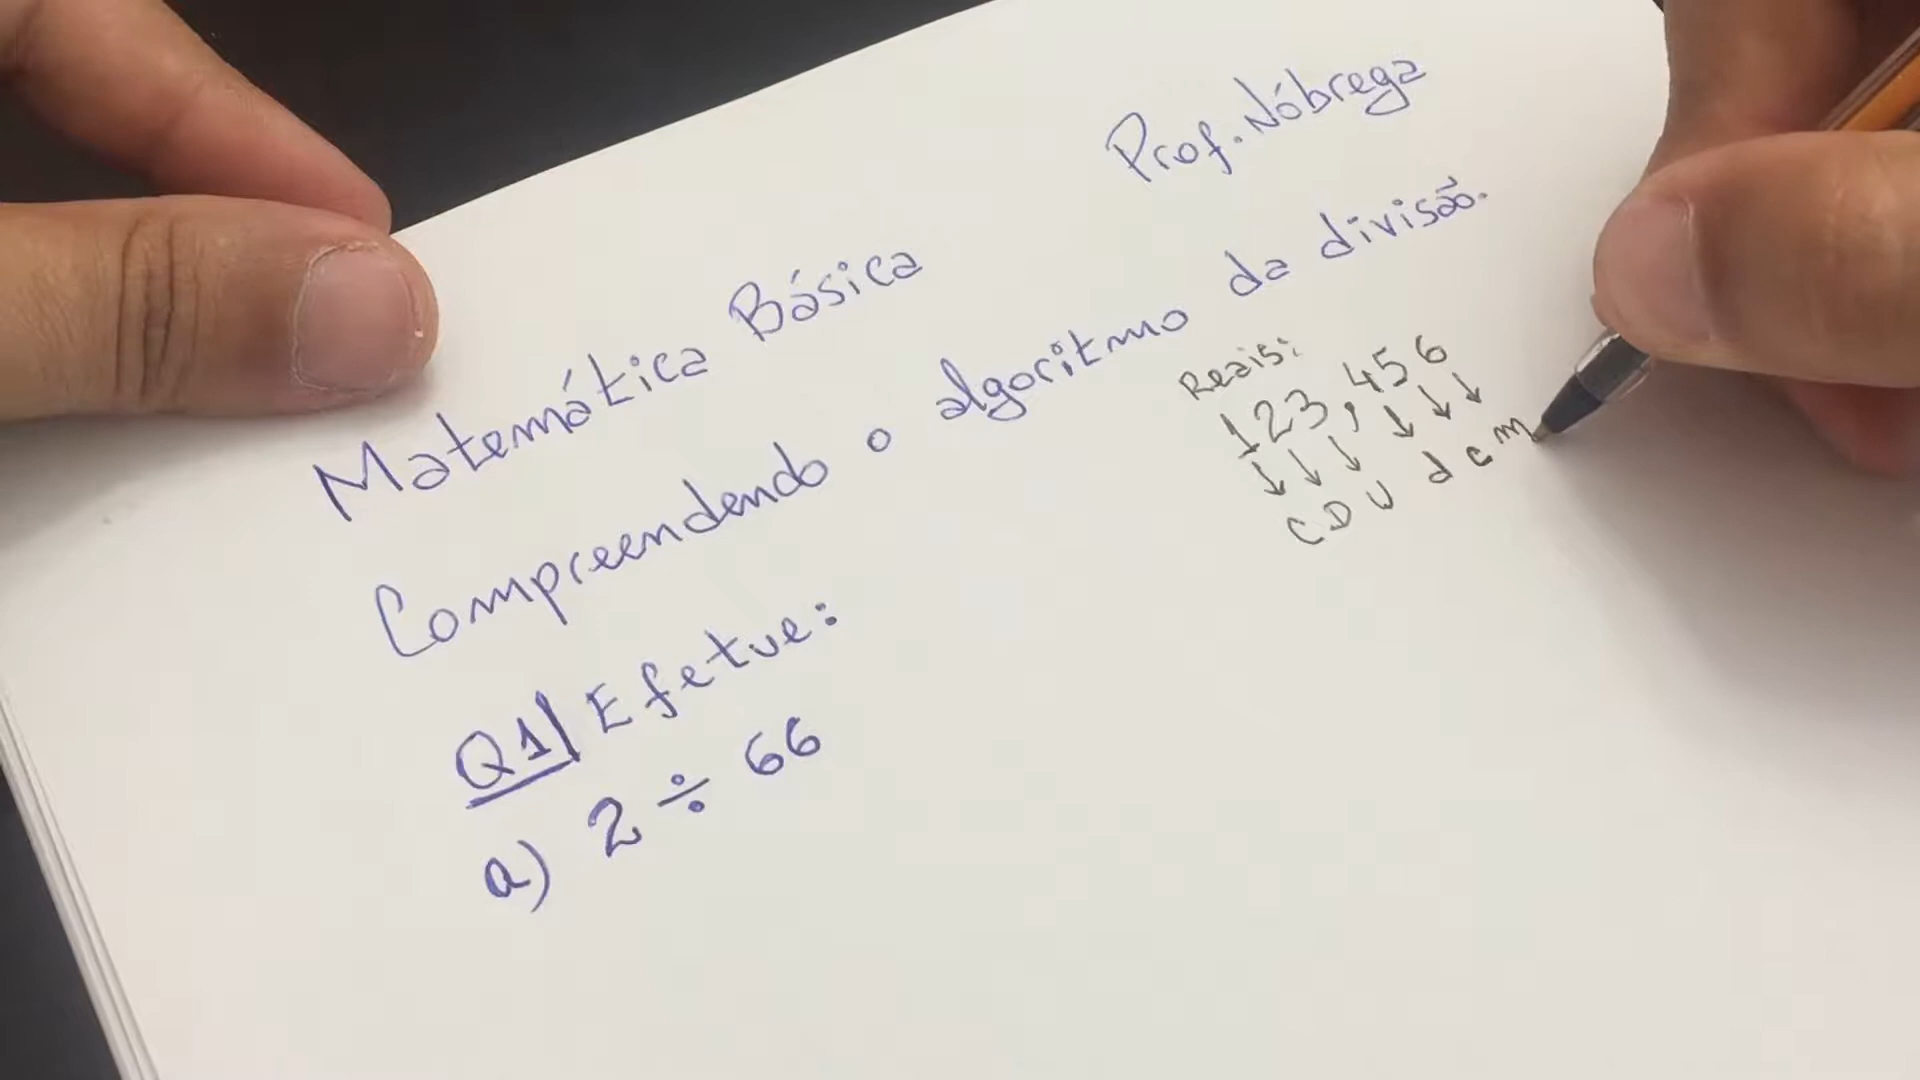 Prof. Nóbrega
Matemática Básica
Compreendendo o algoritmo da divisão.
Reais:
123,456
C D U d c m
Q1) Efetue:
a) 2 ÷ 66